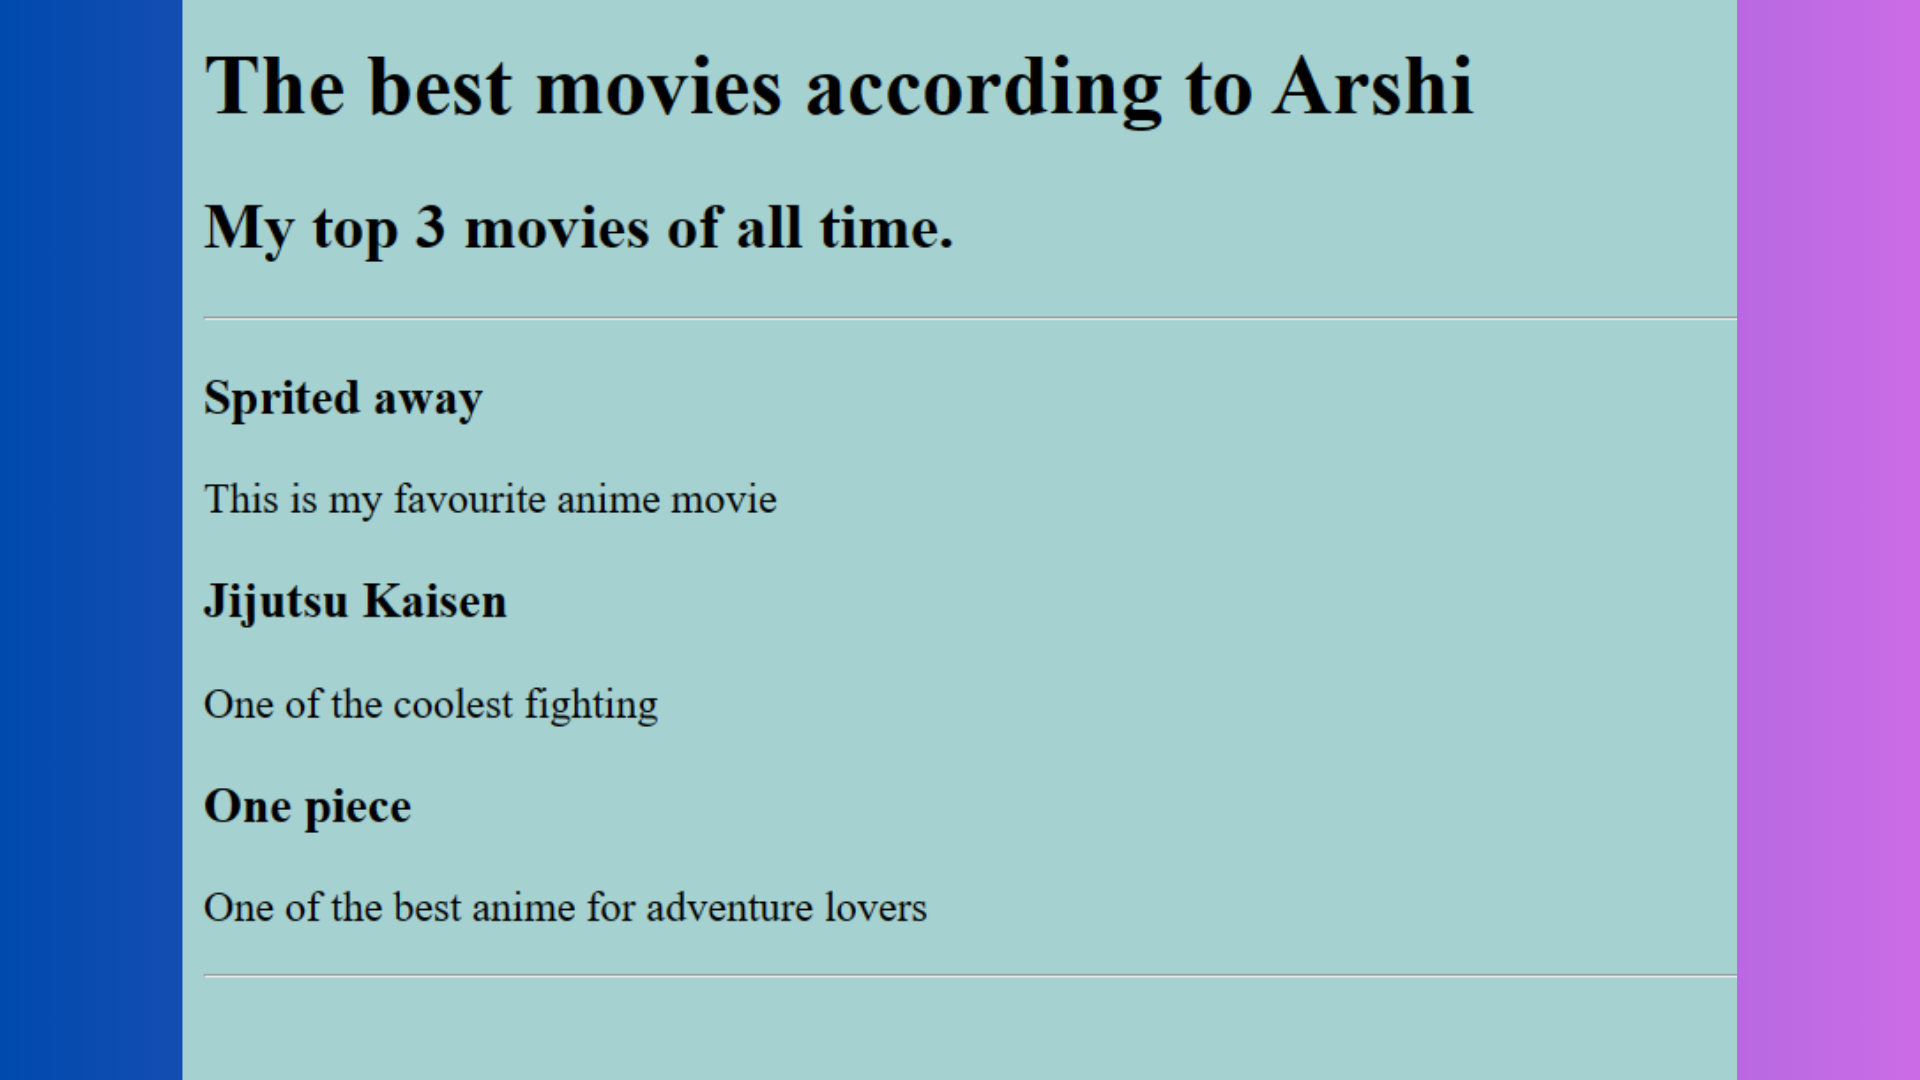 The best movies according to Arshi
My top 3 movies of all time.
Sprited away
This is my favourite anime movie
Jijutsu Kaisen
One of the coolest fighting
One piece
One of the best anime for adventure lovers